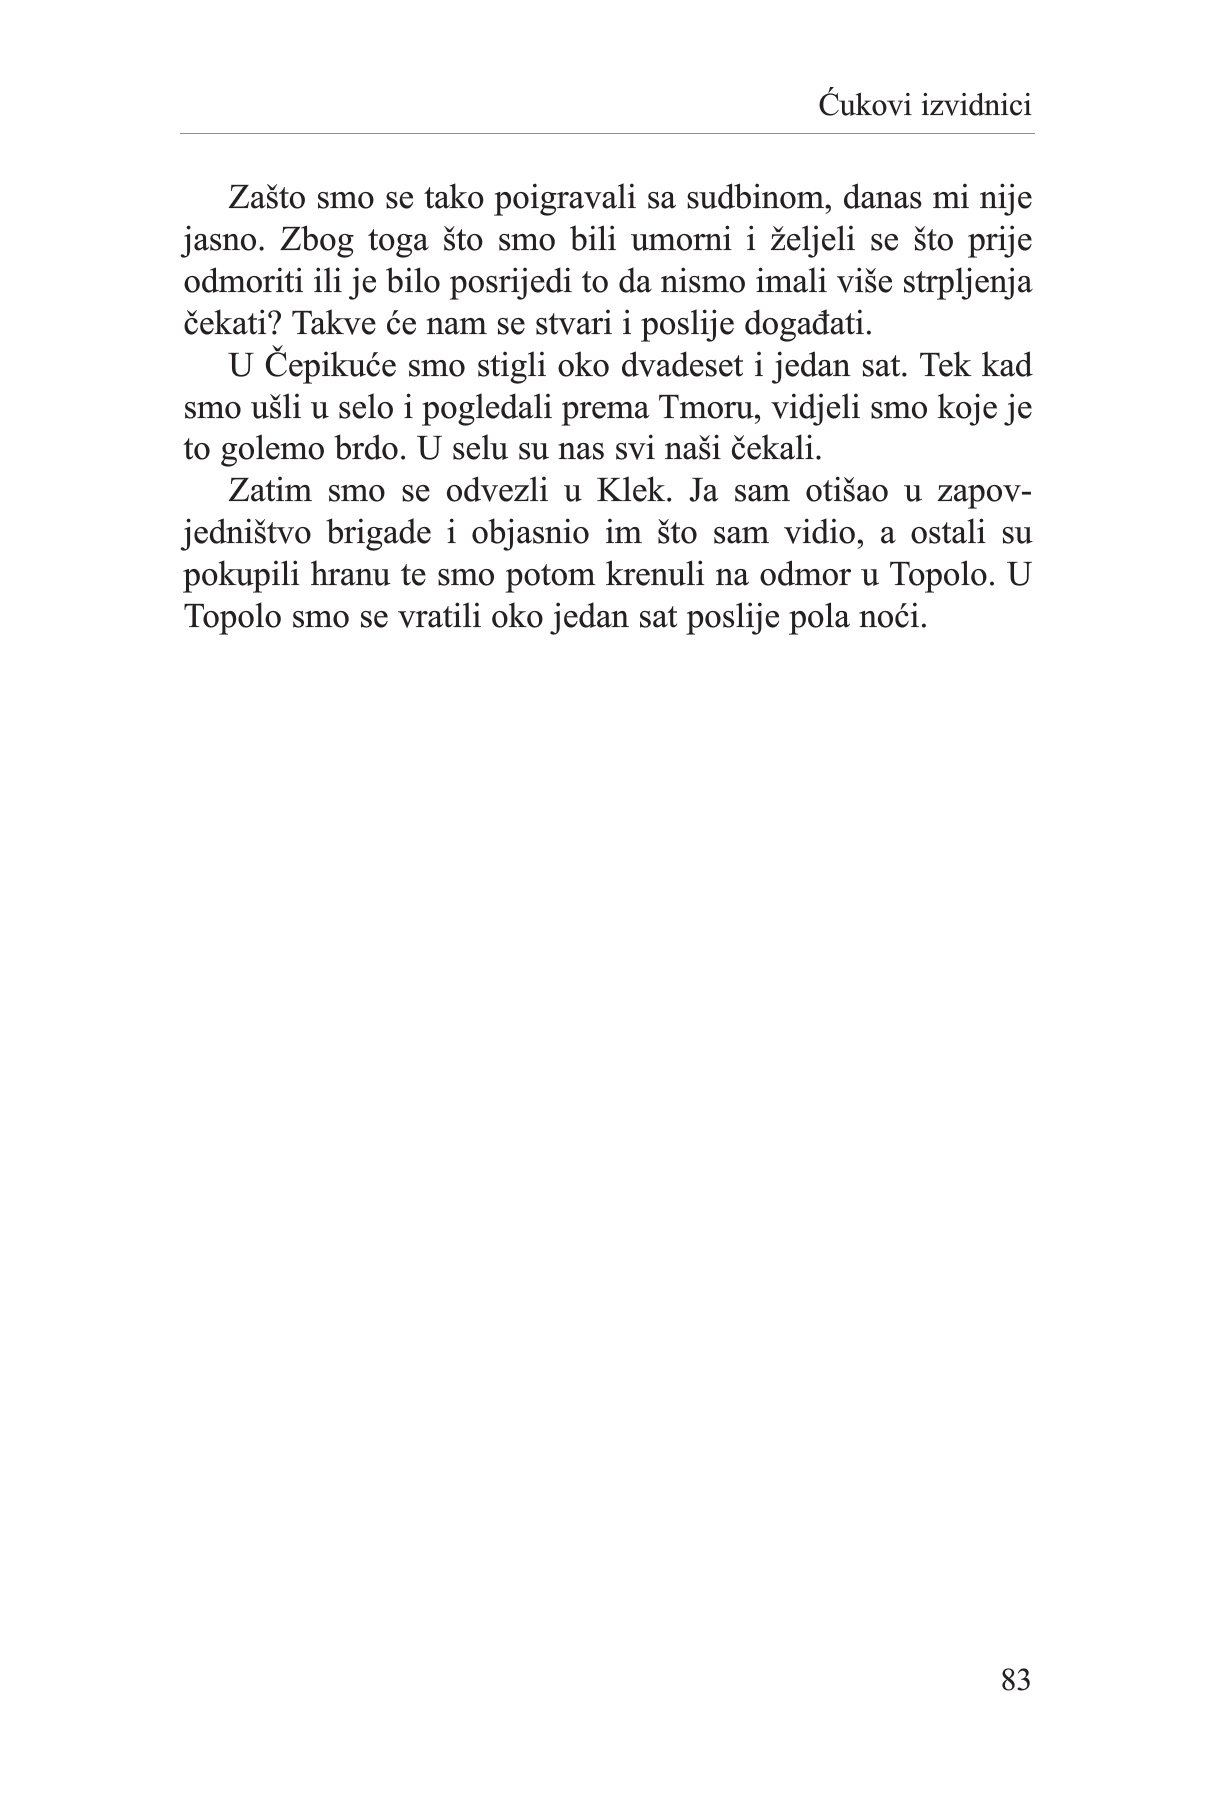 Ćukovi izvidnici
Zašto smo se tako poigravali sa sudbinom, danas mi nije
jasno. Zbog toga što smo bili umorni i željeli se što prije
odmoriti ili je bilo posrijedi to da nismo imali više strpljenja
čekati? Takve će nam se stvari i poslije događati.
U Čepikuće smo stigli oko dvadeset i jedan sat. Tek kad
smo ušli u selo i pogledali prema Tmoru, vidjeli smo koje je
to golemo brdo. U selu su nas svi naši čekali.
Zatim smo se odvezli u Klek. Ja sam otišao u zapov-
jedništvo brigade i objasnio im što sam vidio, a ostali su
pokupili hranu te smo potom krenuli na odmor u Topolo. U
Topolo smo se vratili oko jedan sat poslije pola noći.
83